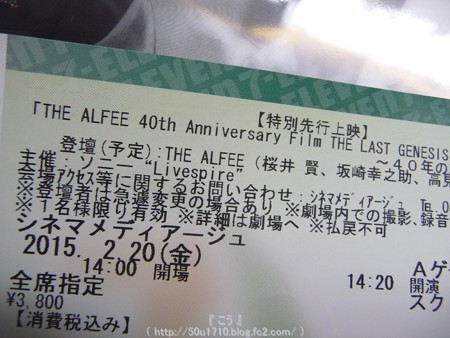 ELEVEN
【特別先行上映】
「THE ALFEE 40th Anniversary Film THE LAST GENESIS
～４０年の
登壇(予定):THE ALFEE (桜井 賢、坂崎幸之助、高見
主催：ソニー“Livespire”
会場アクセス等に関するお問い合わせ：シネマメディアージュ Tel.0
※登壇者は急遽変更の場合あり ※劇場内での撮影、録音
※１名様限り有効 ※詳細は劇場へ ※払戻不可
シネマメディアージュ
2015. 2.20(金) Ａゲー
14:00 開場 14:20 開演
全席指定 スク
¥3,800
【消費税込み】
『 こう 』
( http://50u1710.blog.fc2.com/ )